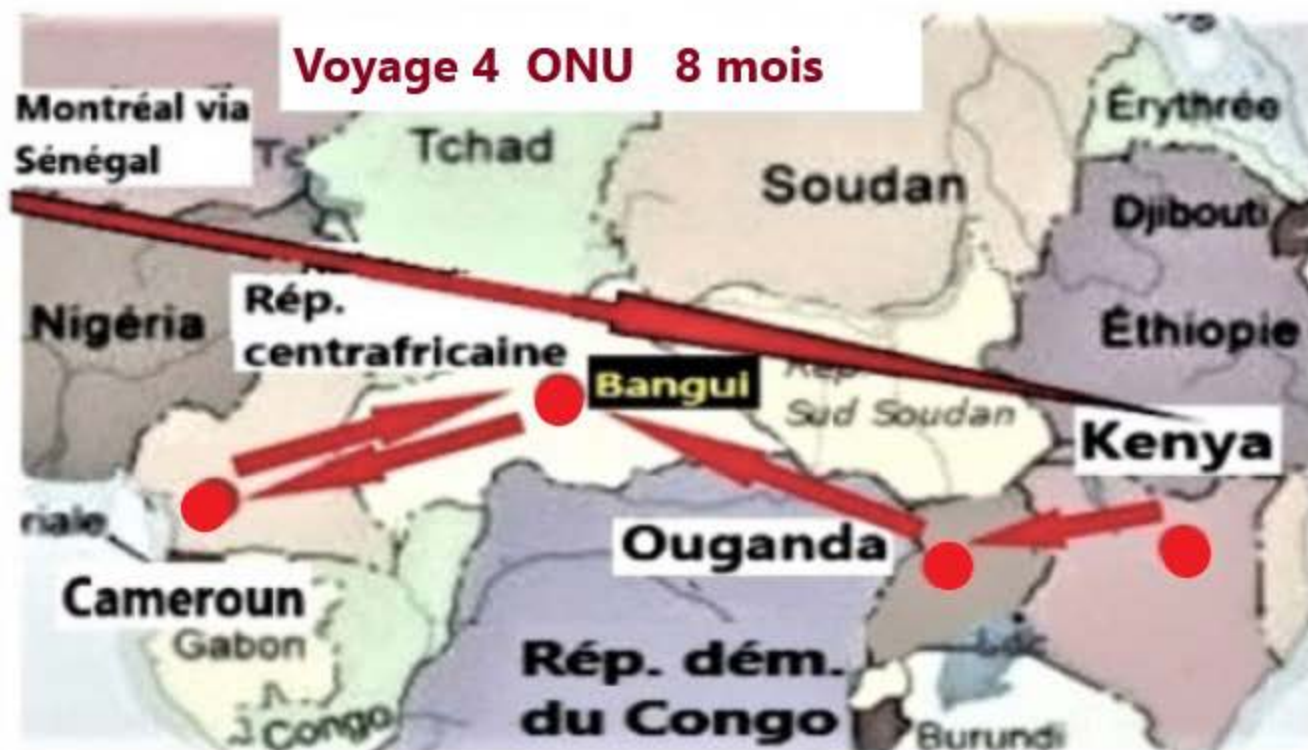 Voyage 4 ONU 8 mois
Montréal via
Sénégal
Tchad
Soudan
Érythrée
Djibouti
Nigéria
Rép.
centrafricaine
Éthiopie
Bangui
Sud Soudan
Kenya
riale
Ouganda
Cameroun
Gabon
Rép. dém.
du Congo
Congo
Burundi